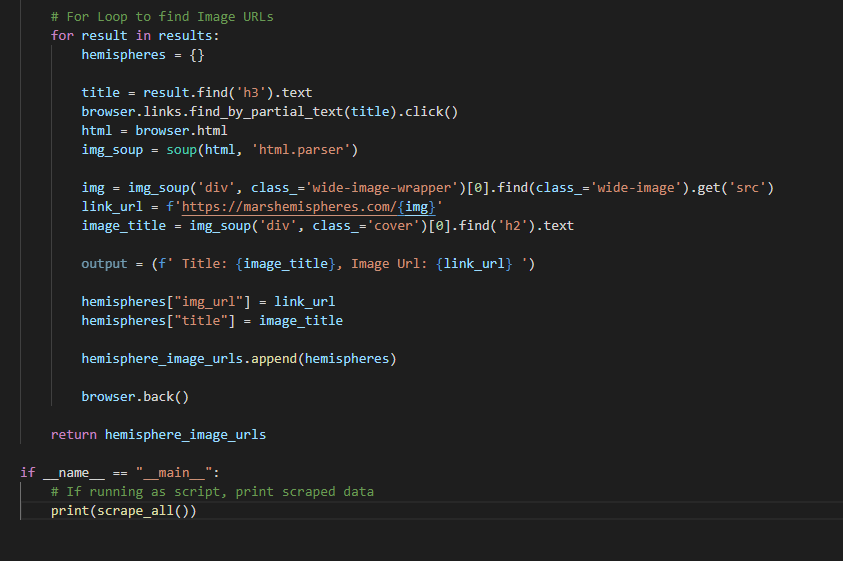 # For Loop to find Image URLs
for result in results:
hemispheres = {}
title = result.find('h3').text
browser.links.find_by_partial_text(title).click()
html = browser.html
img_soup = soup(html, 'html.parser')
img = img_soup('div', class_='wide-image-wrapper')[0].find(class_='wide-image').get('src')
link_url = f'https://marshemispheres.com/{img}'
image_title = img_soup('div', class_='cover')[0].find('h2').text
output = (f' Title: {image_title}, Image Url: {link_url} ')
hemispheres["img_url"] = link_url
hemispheres["title"] = image_title
hemisphere_image_urls.append(hemispheres)
browser.back()
return hemisphere_image_urls
if __name__ == "__main__":
# If running as script, print scraped data
print(scrape_all())